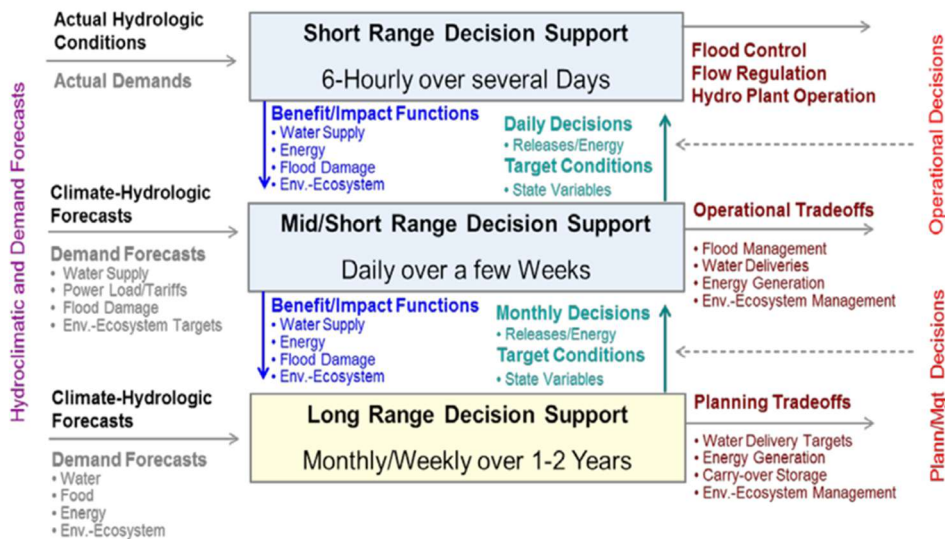 Hydroclimatic and Demand Forecasts
Actual Hydrologic
Conditions
Actual Demands
Short Range Decision Support
6-Hourly over several Days
Flood Control
Flow Regulation
Hydro Plant Operation
Operational Decisions
Benefit/Impact Functions
• Water Supply
• Energy
• Flood Damage
• Env.-Ecosystem
Daily Decisions
• Releases/Energy
Target Conditions
• State Variables
Climate-Hydrologic
Forecasts
Demand Forecasts
• Water Supply
• Power Load/Tariffs
• Flood Damage
• Env.-Ecosystem Targets
Mid/Short Range Decision Support
Daily over a few Weeks
Operational Tradeoffs
• Flood Management
• Water Deliveries
• Energy Generation
• Env.-Ecosystem Management
Benefit/Impact Functions
• Water Supply
• Energy
• Flood Damage
• Env.-Ecosystem
Monthly Decisions
• Releases/Energy
Target Conditions
• State Variables
Plann/Mgt Decisions
Climate-Hydrologic
Forecasts
Demand Forecasts
• Water
• Food
• Energy
• Env.-Ecosystem
Long Range Decision Support
Monthly/Weekly over 1-2 Years
Planning Tradeoffs
• Water Delivery Targets
• Energy Generation
• Carry-over Storage
• Env.-Ecosystem Management